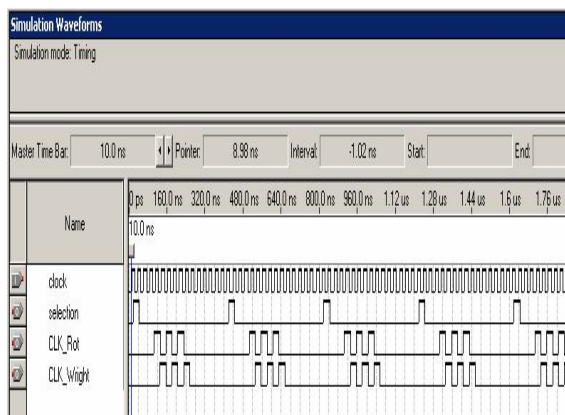 Simulation Waveforms
Simulation mode: Timing
Master Time Bar: 10.0 ns Pointer: 8.98 ns Interval: -1.02 ns Start: End:
Name
0 ps 160.0 ns 320.0 ns 480.0 ns 640.0 ns 800.0 ns 960.0 ns 1.12 us 1.28 us 1.44 us 1.6 us 1.76 us
10.0 ns
clock
selection
CLK_Rot
CLK_Wright